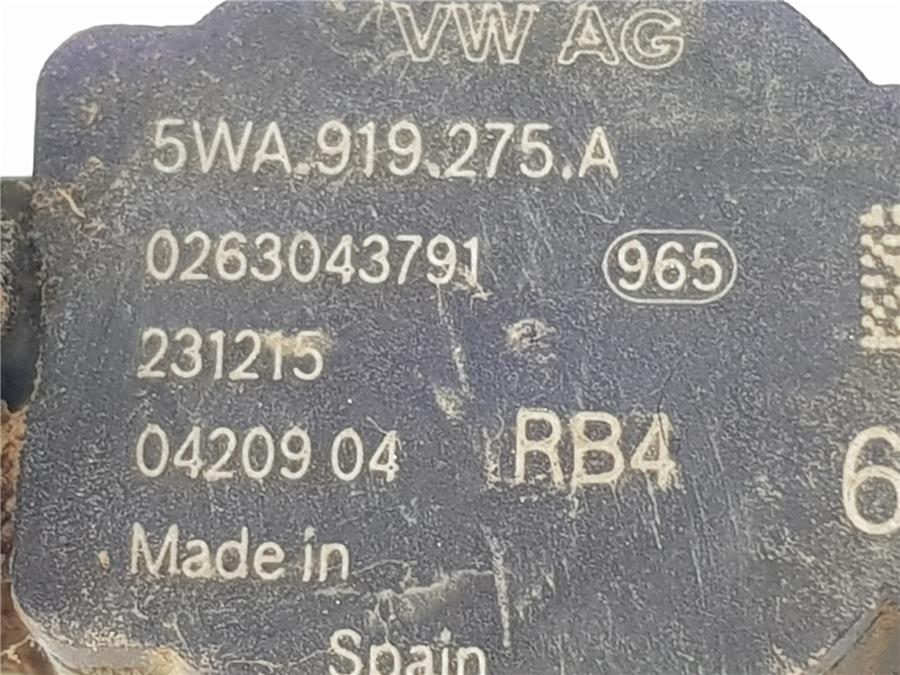 VW AG
5WA.919.275.A
0263043791 965
231215
04209 04 RB4 6
Made in
Spain